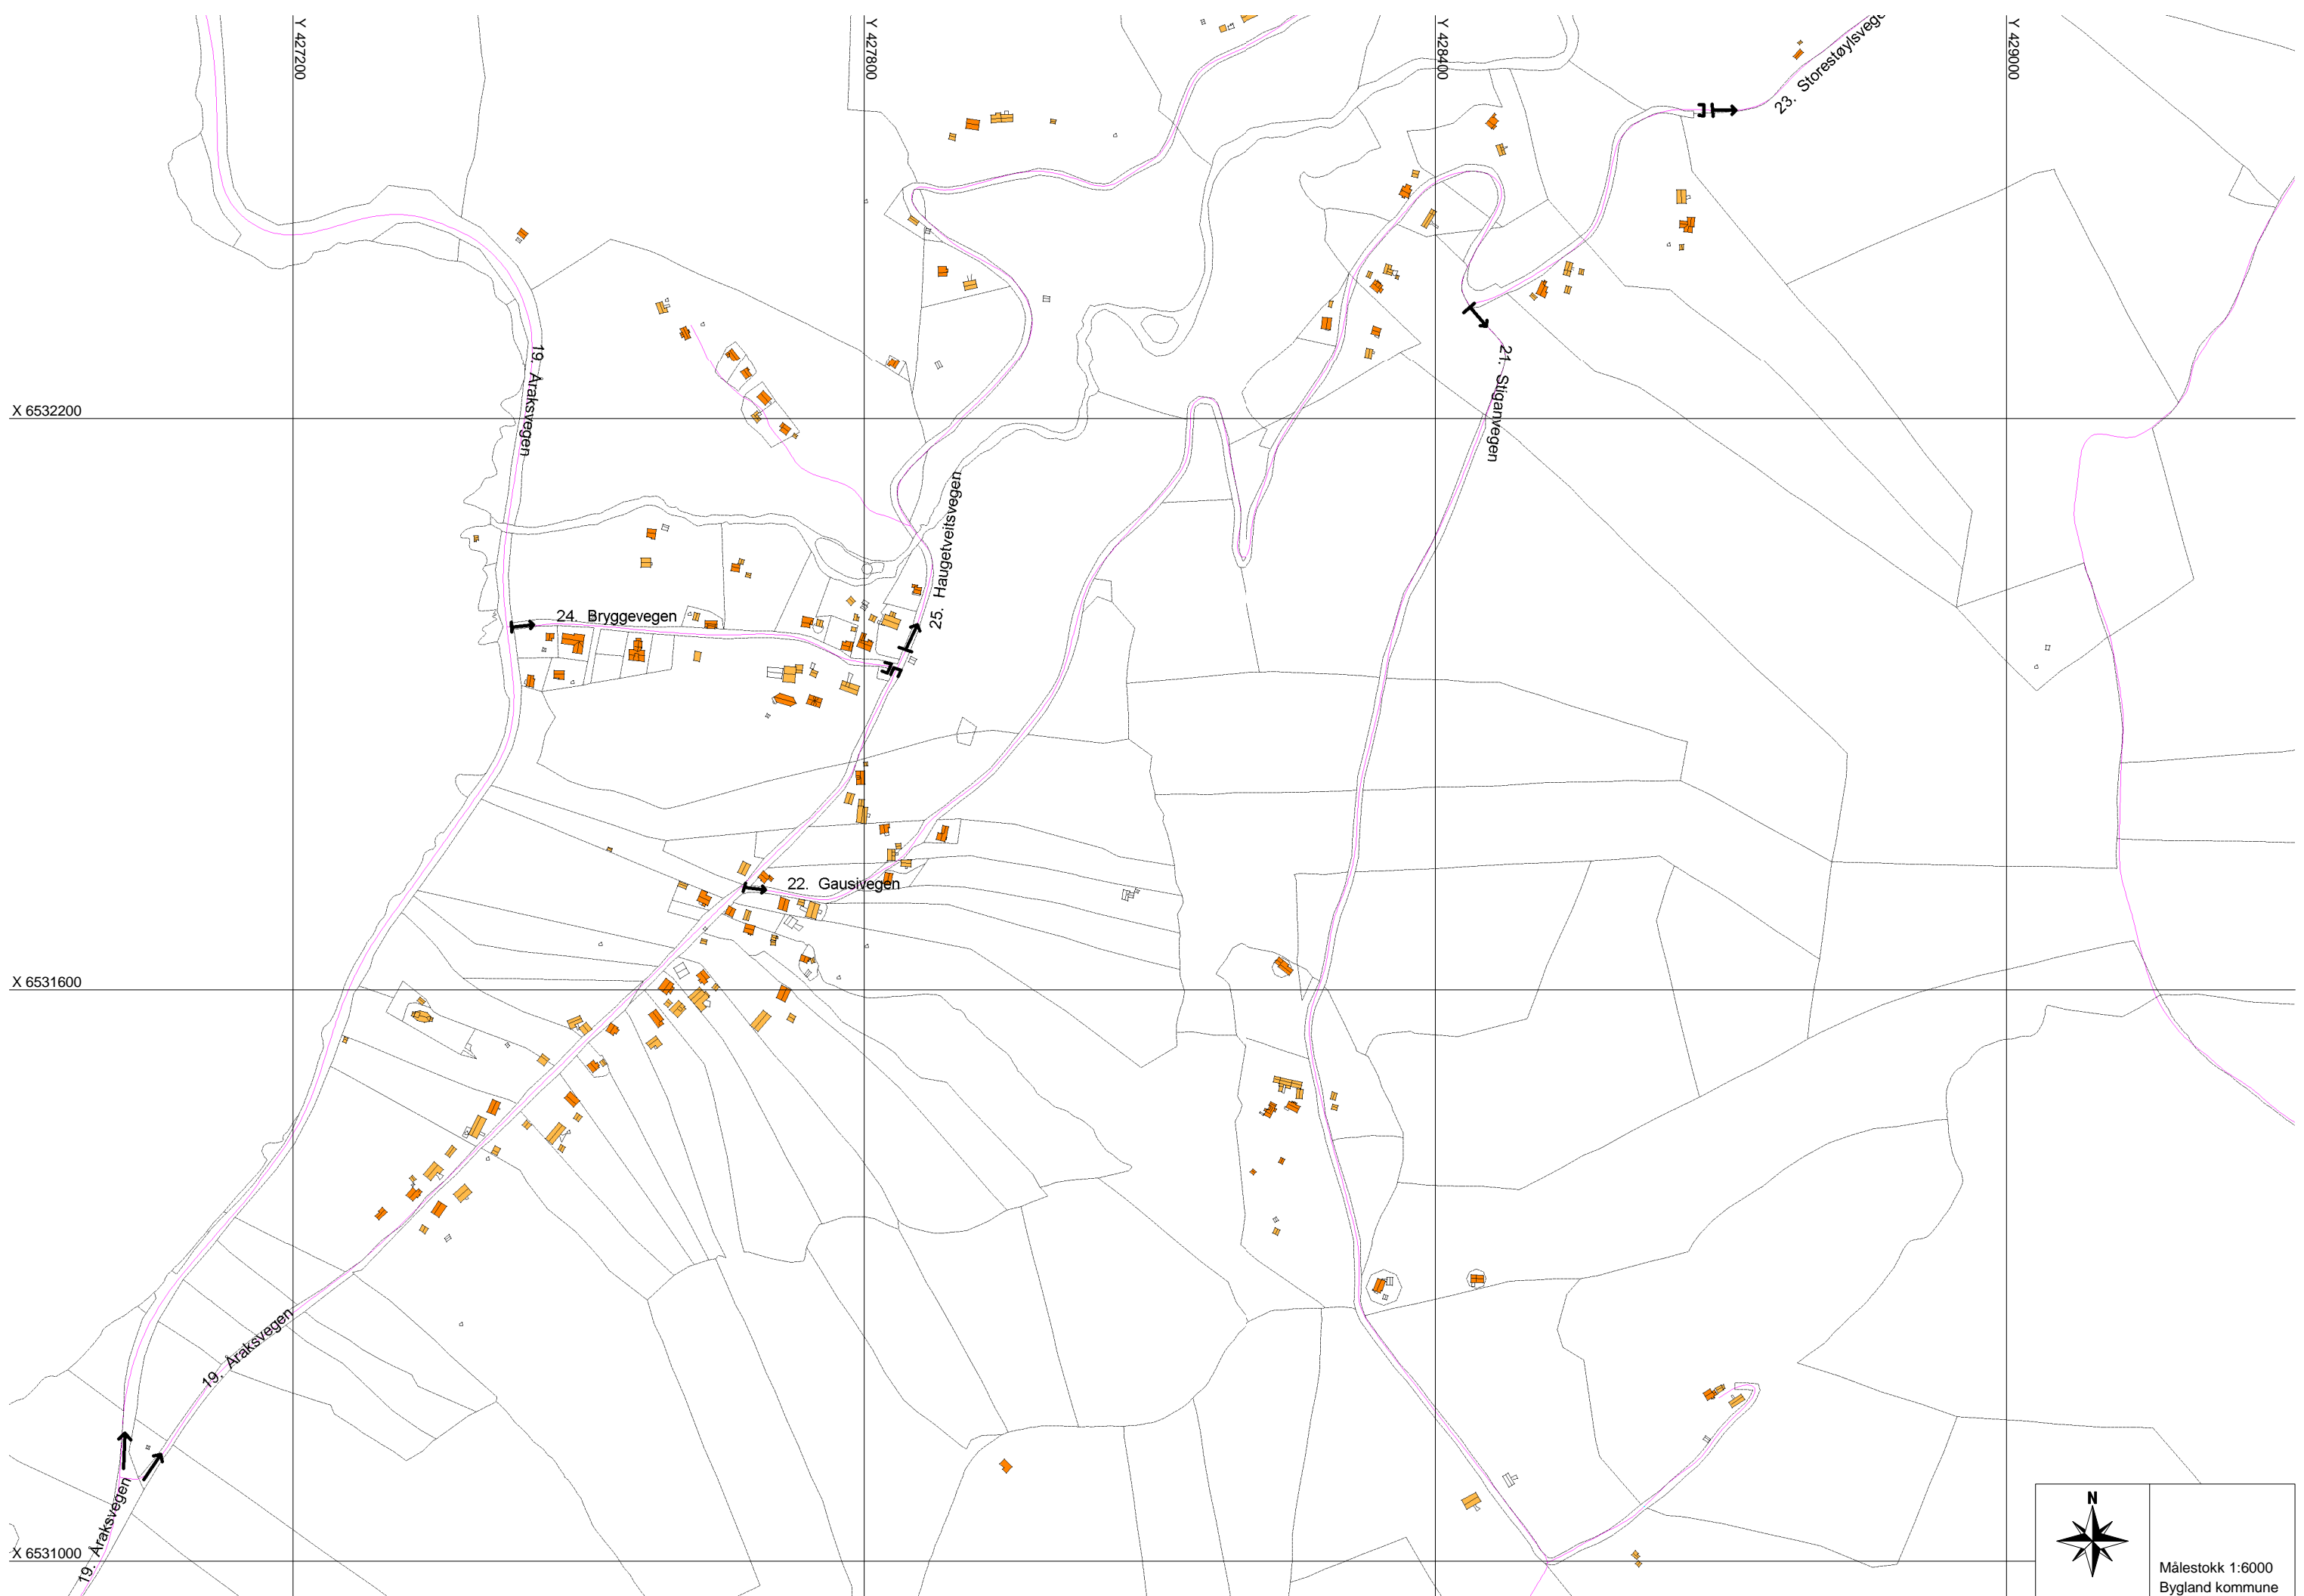 Y 427200
Y 427800
Y 428400
Y 429000
23. Storestøylsvege
19. Åraksvegen
21. Stiganvegen
X 6532200
25. Haugetveitsvegen
24. Bryggevegen
22. Gausivegen
X 6531600
19. Åraksvegen
19. Åraksvegen
X 6531000
N
Målestokk 1:6000
Bygland kommune